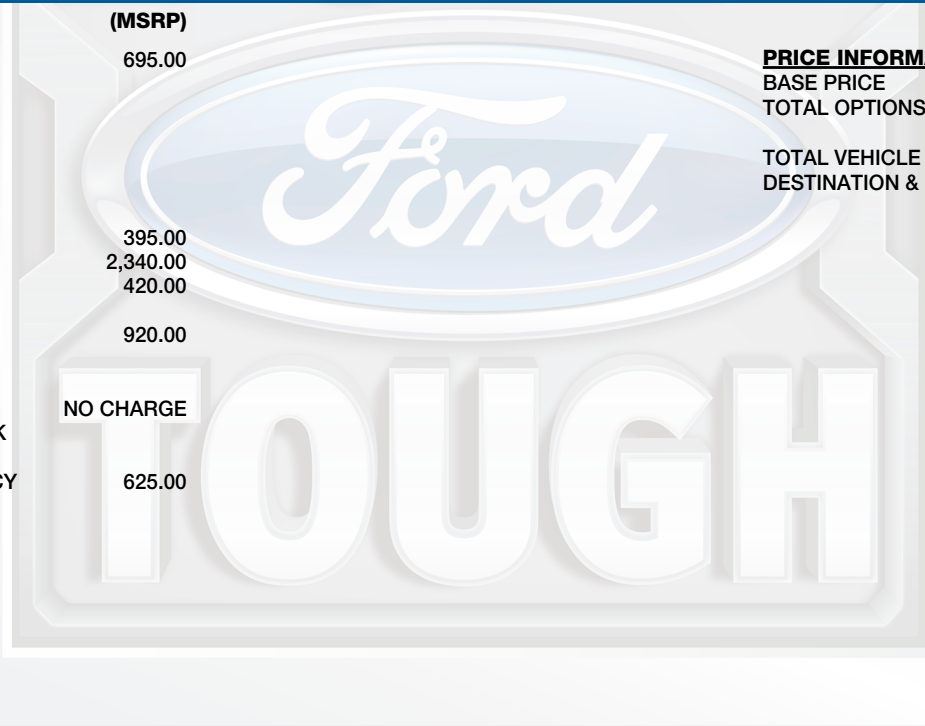 (MSRP)
695.00
PRICE INFORM
BASE PRICE
TOTAL OPTIONS
TOTAL VEHICLE
DESTINATION &
Ford
395.00
2,340.00
420.00
920.00
NO CHARGE
K
CY 625.00
TOUGH